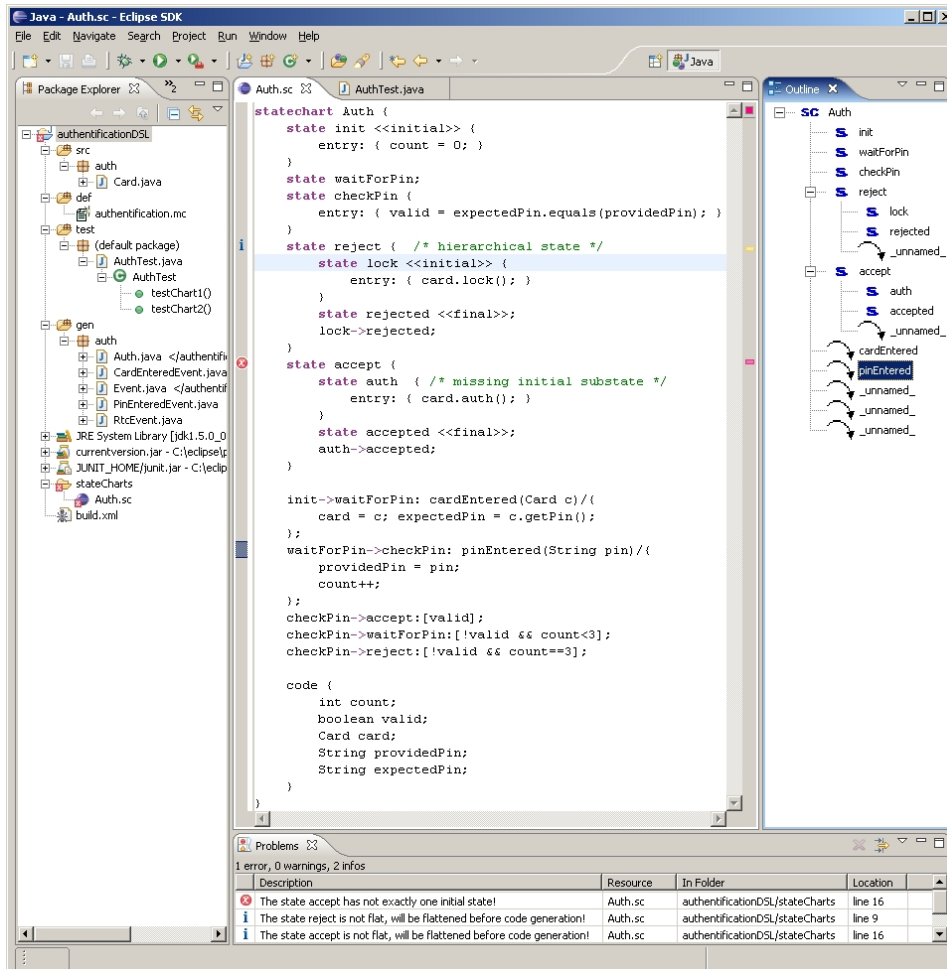 Java - Auth.sc - Eclipse SDK
File Edit Navigate Search Project Run Window Help
Java
Package Explorer
2
authentificationDSL
src
auth
Card.java
def
authentification.mc
test
(default package)
AuthTest.java
AuthTest
testChart1()
testChart2()
gen
auth
Auth.java </authentifi
CardEnteredEvent.java
Event.java </authentif
PinEnteredEvent.java
RtcEvent.java
JRE System Library [jdk1.5.0_0
currentversion.jar - C:\eclipse\p
JUNIT_HOME/junit.jar - C:\eclip
stateCharts
Auth.sc
build.xml
Auth.sc
AuthTest.java
statechart Auth {
state init <<initial>> {
entry: { count = 0; }
}
state waitForPin;
state checkPin {
entry: { valid = expectedPin.equals(providedPin); }
}
state reject { /* hierarchical state */
state lock <<initial>> {
entry: { card.lock(); }
}
state rejected <<final>>;
lock->rejected;
}
state accept {
state auth { /* missing initial substate */
entry: { card.auth(); }
}
state accepted <<final>>;
auth->accepted;
}
init->waitForPin: cardEntered(Card c)/{
card = c; expectedPin = c.getPin();
};
waitForPin->checkPin: pinEntered(String pin)/{
providedPin = pin;
count++;
};
checkPin->accept:[valid];
checkPin->waitForPin:[!valid && count<3];
checkPin->reject:[!valid && count==3];
code {
int count;
boolean valid;
Card card;
String providedPin;
String expectedPin;
}
}
Outline
SC Auth
S init
S waitForPin
S checkPin
S reject
S lock
S rejected
_unnamed_
S accept
S auth
S accepted
_unnamed_
cardEntered
pinEntered
_unnamed_
_unnamed_
_unnamed_
Problems
1 error, 0 warnings, 2 infos
Description Resource In Folder Location
The state accept has not exactly one initial state! Auth.sc authentificationDSL/stateCharts line 16
The state reject is not flat, will be flattened before code generation! Auth.sc authentificationDSL/stateCharts line 9
The state accept is not flat, will be flattened before code generation! Auth.sc authentificationDSL/stateCharts line 16